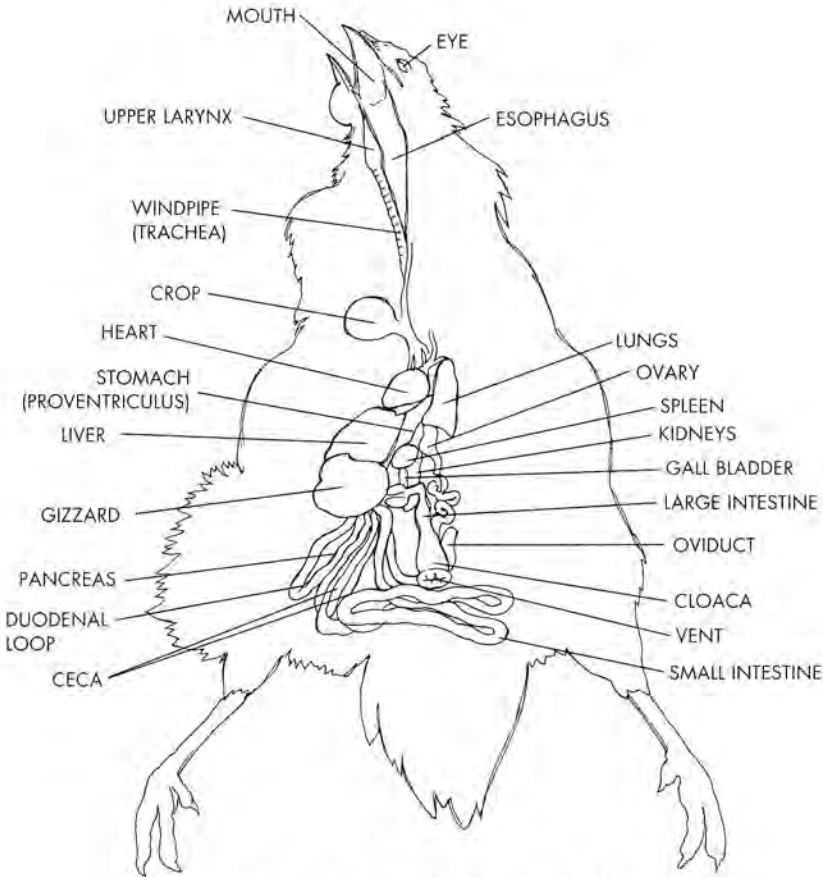 MOUTH
EYE
UPPER LARYNX
ESOPHAGUS
WINDPIPE
(TRACHEA)
CROP
HEART
LUNGS
STOMACH
(PROVENTRICULUS)
OVARY
SPLEEN
LIVER
KIDNEYS
GALL BLADDER
LARGE INTESTINE
GIZZARD
OVIDUCT
PANCREAS
CLOACA
DUODENAL
LOOP
VENT
CECA
SMALL INTESTINE